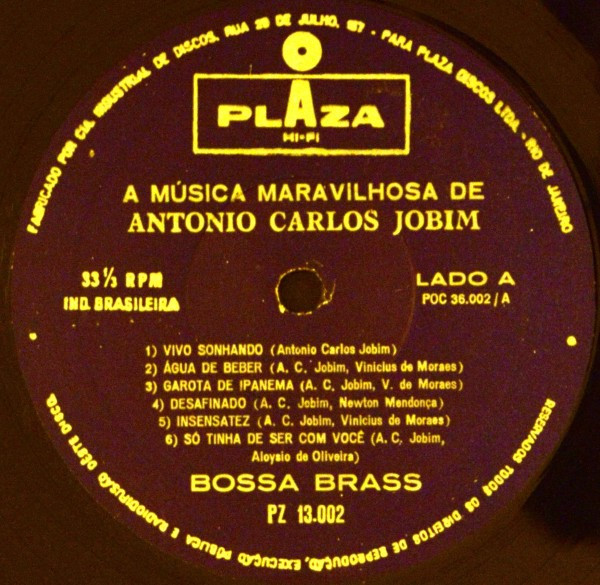 FABRICADO POR CIA. INDUSTRIAL DE DISCOS, RUA 28 DE JULHO, 187 - PARA PLAZA DISCOS LTDA. - RIO DE JANEIRO
PLAZA
HI-FI
A MÚSICA MARAVILHOSA DE
ANTONIO CARLOS JOBIM
33 1/3 RPM
IND. BRASILEIRA
LADO A
POC 36.002/A
1) VIVO SONHANDO (Antonio Carlos Jobim)
2) ÁGUA DE BEBER (A. C. Jobim, Vinicius de Moraes)
3) GAROTA DE IPANEMA (A. C. Jobim, V. de Moraes)
4) DESAFINADO (A. C. Jobim, Newton Mendonça)
5) INSENSATEZ (A. C. Jobim, Vinicius de Moraes)
6) SÓ TINHA DE SER COM VOCÊ (A. C. Jobim,
Aloysio de Oliveira)
BOSSA BRASS
PZ 13.002
RESERVADOS TODOS OS DIREITOS DE REPRODUÇÃO, EXECUÇÃO PÚBLICA E RADIODIFUSÃO DÊSTE DISCO.